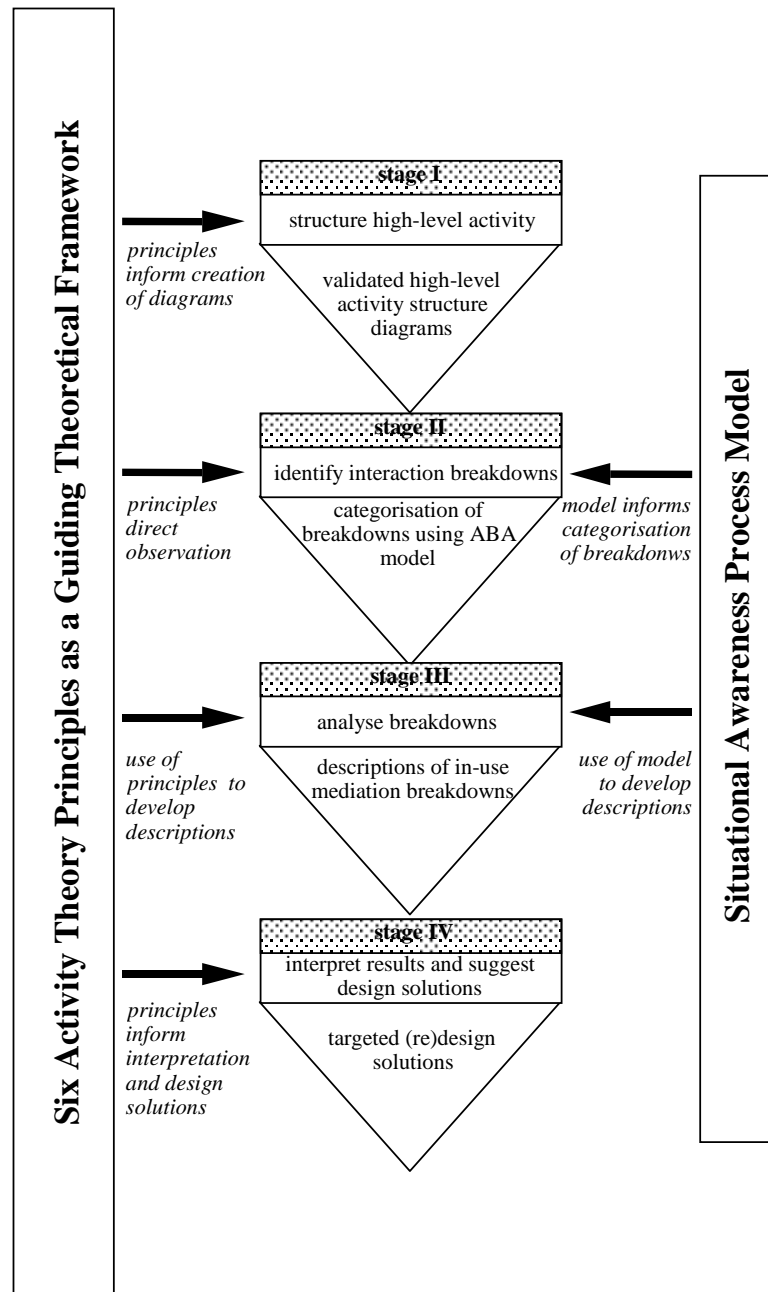 Six Activity Theory Principles as a Guiding Theoretical Framework
stage I
structure high-level activity
validated high-level
activity structure
diagrams
principles
inform creation
of diagrams
stage II
identify interaction breakdowns
categorisation of
breakdowns using ABA
model
principles
direct
observation
model informs
categorisation
of breakdonws
stage III
analyse breakdowns
descriptions of in-use
mediation breakdowns
use of
principles to
develop
descriptions
use of model
to develop
descriptions
stage IV
interpret results and suggest
design solutions
targeted (re)design
solutions
principles
inform
interpretation
and design
solutions
Situational Awareness Process Model